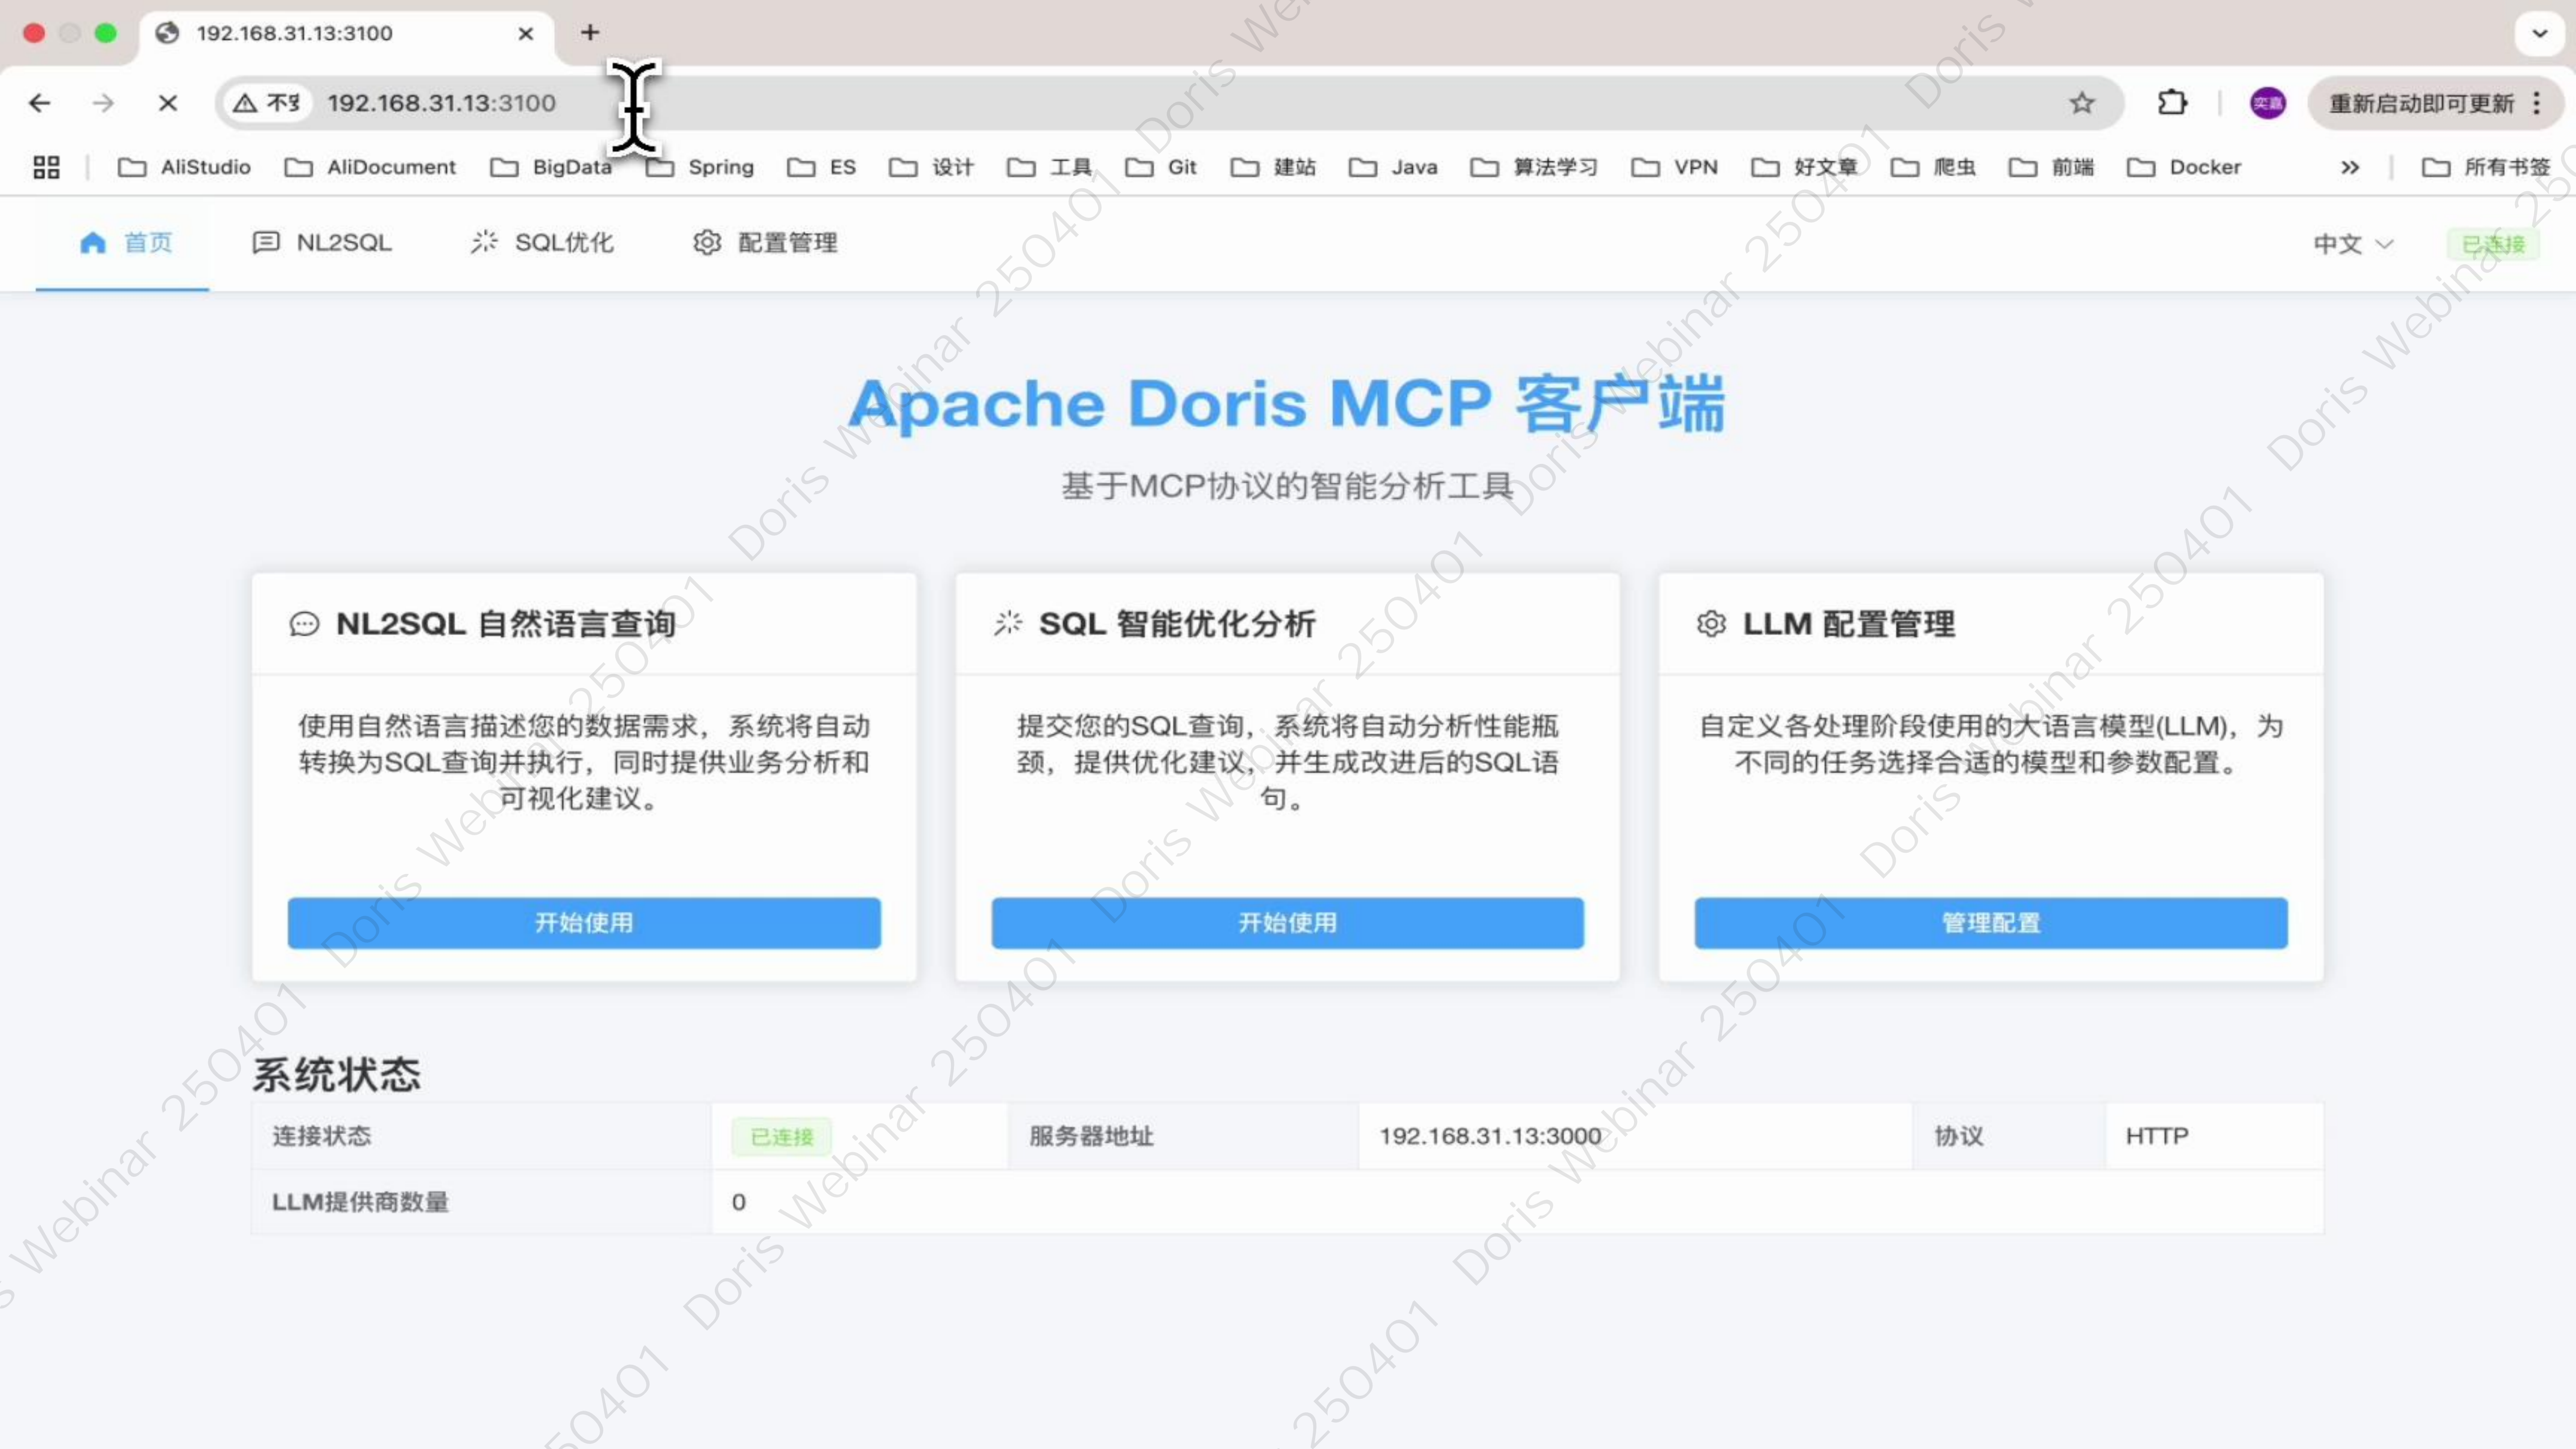 192.168.31.13:3100
192.168.31.13:3100
重新启动即可更新
AliStudio AliDocument BigData Spring ES 设计 工具 Git 建站 Java 算法学习 VPN 好文章 爬虫 前端 Docker 所有书签
首页 NL2SQL SQL优化 配置管理 中文 已连接
Apache Doris MCP 客户端
基于MCP协议的智能分析工具
NL2SQL 自然语言查询
使用自然语言描述您的数据需求，系统将自动
转换为SQL查询并执行，同时提供业务分析和
可视化建议。
开始使用
SQL 智能优化分析
提交您的SQL查询，系统将自动分析性能瓶
颈，提供优化建议，并生成改进后的SQL语
句。
开始使用
LLM 配置管理
自定义各处理阶段使用的大语言模型(LLM)，为
不同的任务选择合适的模型和参数配置。
管理配置
系统状态
连接状态 已连接 服务器地址 192.168.31.13:3000 协议 HTTP
LLM提供商数量 0
Doris Webinar 250401